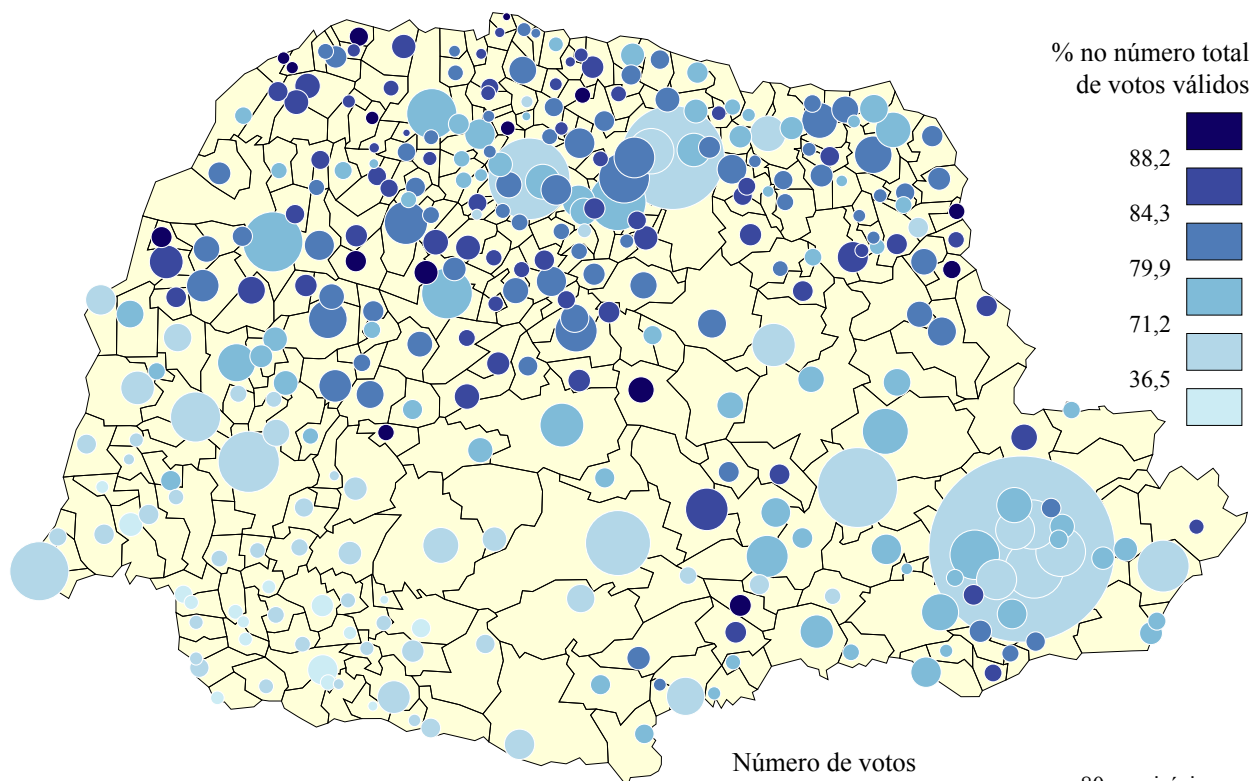 % no número total
de votos válidos
88,2
84,3
79,9
71,2
36,5
Número de votos